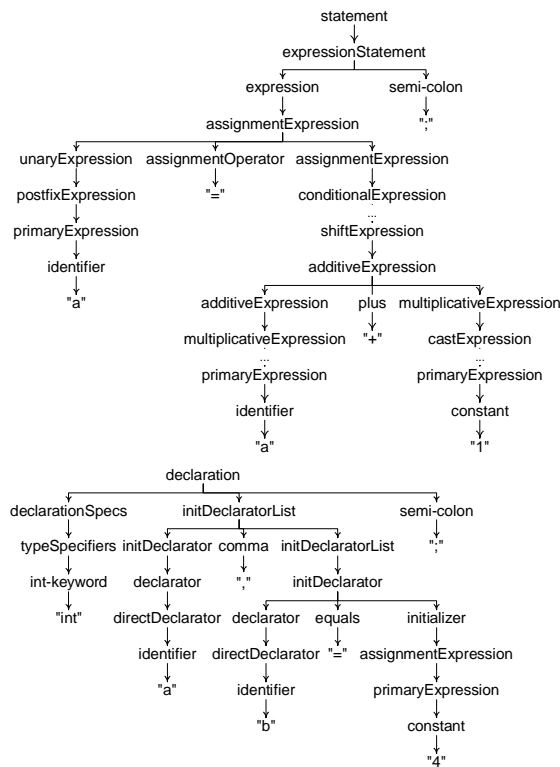 statement
expressionStatement
expression semi-colon
assignmentExpression ";"
unaryExpression assignmentOperator assignmentExpression
postfixExpression "=" conditionalExpression
...
primaryExpression shiftExpression
identifier additiveExpression
"a" additiveExpression plus multiplicativeExpression
multiplicativeExpression "+" castExpression
... ...
primaryExpression primaryExpression
identifier constant
"a" "1"
declaration
declarationSpecs initDeclaratorList semi-colon
typeSpecifiers initDeclarator comma initDeclaratorList ";"
int-keyword declarator "," initDeclarator
"int" directDeclarator declarator equals initializer
identifier directDeclarator "=" assignmentExpression
"a" identifier primaryExpression
"b" constant
"4"